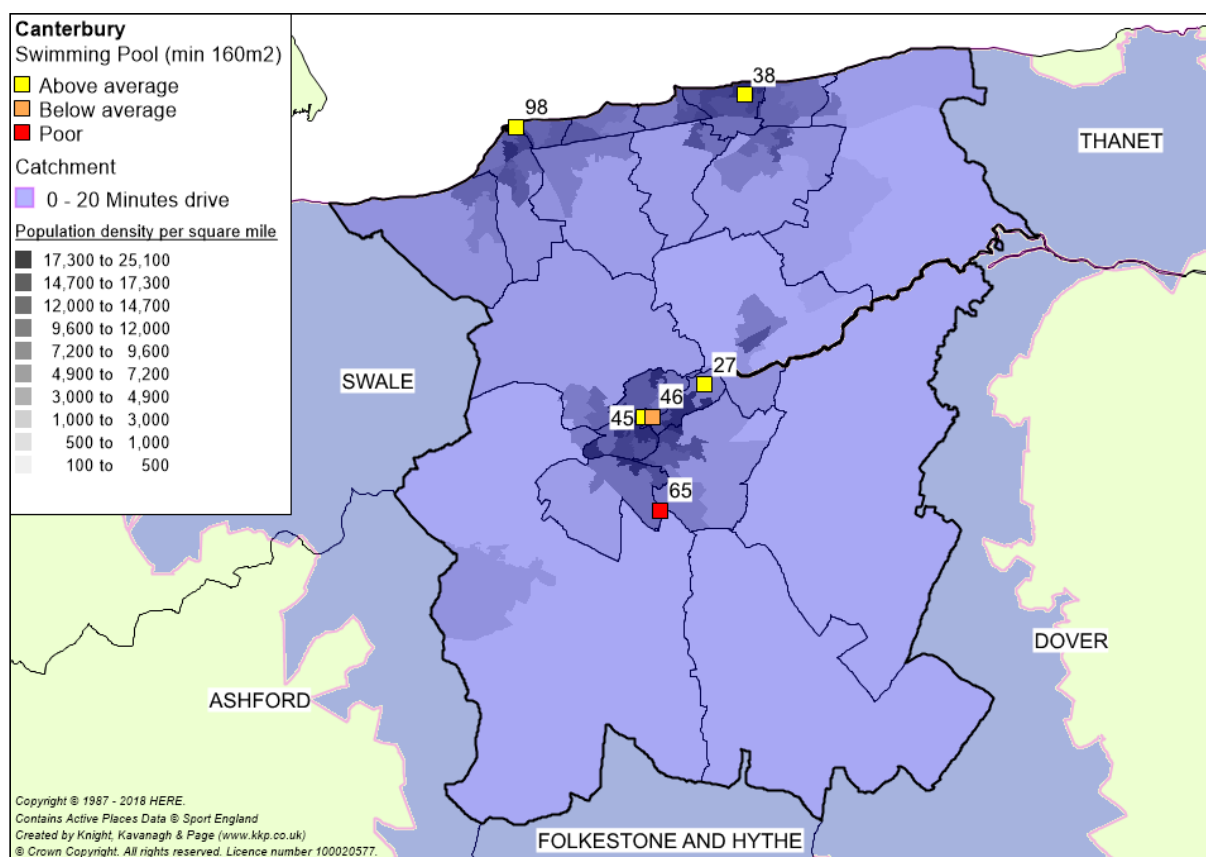 Canterbury
Swimming Pool (min 160m2)
Above average
Below average
Poor
Catchment
0 - 20 Minutes drive
Population density per square mile
17,300 to 25,100
14,700 to 17,300
12,000 to 14,700
9,600 to 12,000
7,200 to 9,600
4,900 to 7,200
3,000 to 4,900
1,000 to 3,000
500 to 1,000
100 to 500
38
98
THANET
SWALE
27
46
45
65
DOVER
ASHFORD
FOLKESTONE AND HYTHE
Copyright © 1987 - 2018 HERE.
Contains Active Places Data © Sport England
Created by Knight, Kavanagh & Page (www.kkp.co.uk)
© Crown Copyright. All rights reserved. Licence number 100020577.